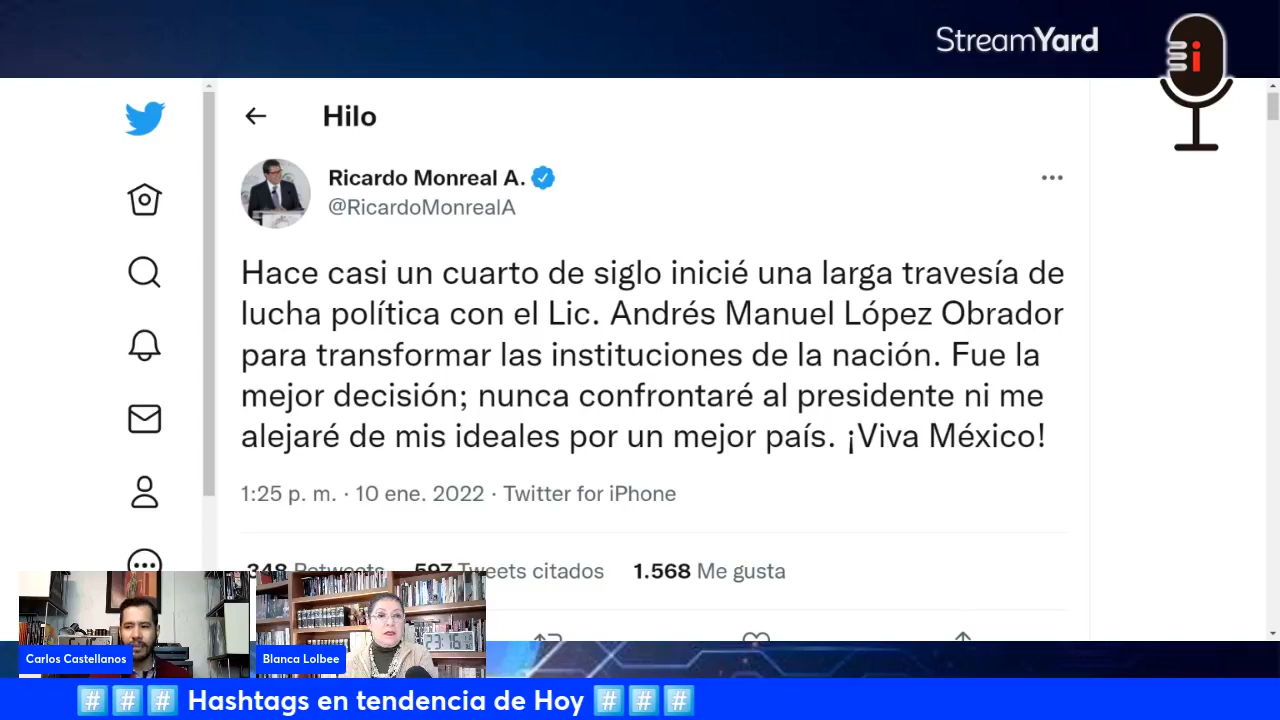 StreamYard
i
Hilo
Ricardo Monreal A.
@RicardoMonrealA
Hace casi un cuarto de siglo inicié una larga travesía de
lucha política con el Lic. Andrés Manuel López Obrador
para transformar las instituciones de la nación. Fue la
mejor decisión; nunca confrontaré al presidente ni me
alejaré de mis ideales por un mejor país. ¡Viva México!
1:25 p. m. · 10 ene. 2022 · Twitter for iPhone
348 Retweets 597 Tweets citados 1.568 Me gusta
Carlos Castellanos
Blanca Lolbee
#️⃣ #️⃣ #️⃣ Hashtags en tendencia de Hoy #️⃣ #️⃣ #️⃣